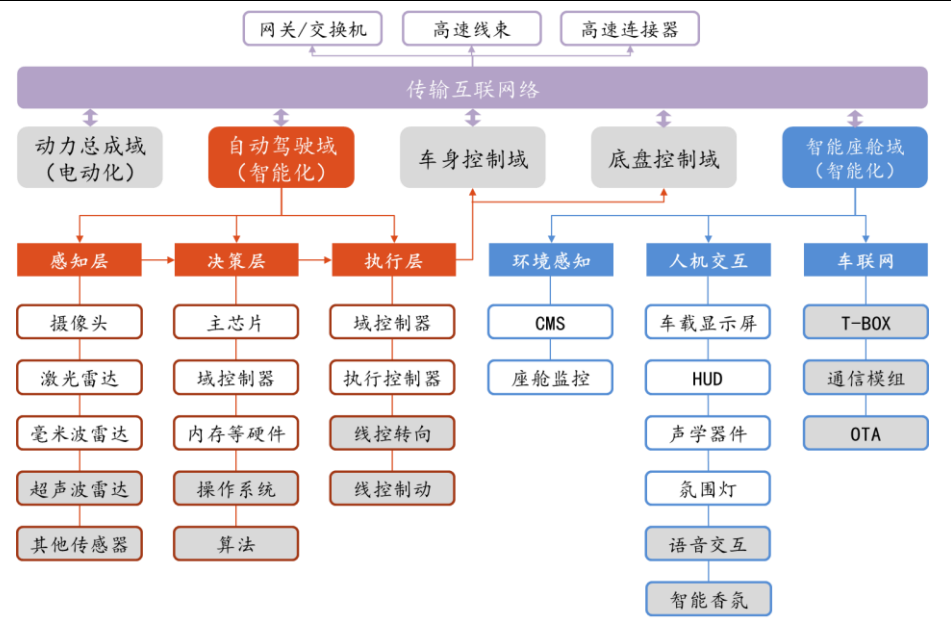 网关/交换机
高速线束
高速连接器
传输互联网络
动力总成域
（电动化）
自动驾驶域
（智能化）
车身控制域
底盘控制域
智能座舱域
（智能化）
感知层
决策层
执行层
环境感知
人机交互
车联网
摄像头
主芯片
域控制器
CMS
车载显示屏
T-BOX
激光雷达
域控制器
执行控制器
座舱监控
HUD
通信模组
毫米波雷达
内存等硬件
线控转向
声学器件
OTA
超声波雷达
操作系统
线控制动
氛围灯
其他传感器
算法
语音交互
智能香氛